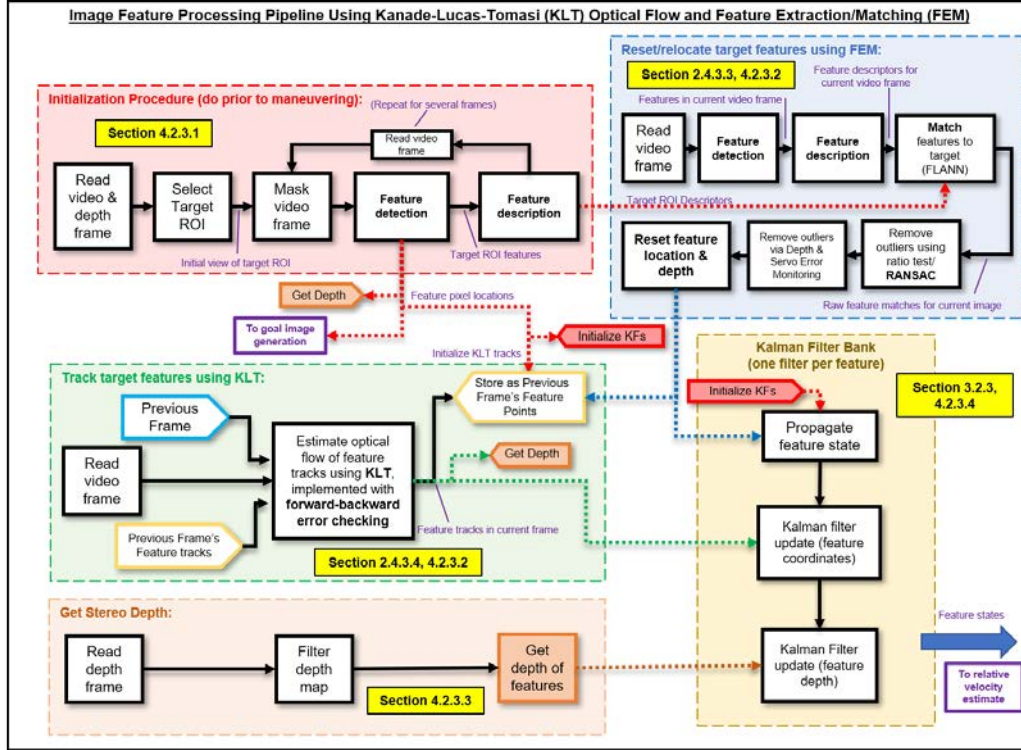 Image Feature Processing Pipeline Using Kanade-Lucas-Tomasi (KLT) Optical Flow and Feature Extraction/Matching (FEM)
Initialization Procedure (do prior to maneuvering):
(Repeat for several frames)
Section 4.2.3.1
Read video
frame
Read
video &
depth
frame
Select
Target
ROI
Mask
video
frame
Feature
detection
Feature
description
Initial view of target ROI
Target ROI features
Reset/relocate target features using FEM:
Section 2.4.3.3, 4.2.3.2
Feature descriptors for
current video frame
Features in current video frame
Read
video
frame
Feature
detection
Feature
description
Match
features to
target
(FLANN)
Target ROI Descriptors
Reset feature
location &
depth
Remove outliers
via Depth &
Servo Error
Monitoring
Remove
outliers using
ratio test/
RANSAC
Raw feature matches for current image
Get Depth
Feature pixel locations
To goal image
generation
Initialize KFs
Initialize KLT tracks
Track target features using KLT:
Previous
Frame
Store as Previous
Frame's Feature
Points
Read
video
frame
Estimate optical
flow of feature
tracks using KLT,
implemented with
forward-backward
error checking
Get Depth
Previous Frame's
Feature tracks
Feature tracks in current frame
Section 2.4.3.4, 4.2.3.2
Kalman Filter Bank
(one filter per feature)
Initialize KFs
Section 3.2.3,
4.2.3.4
Propagate
feature state
Kalman filter
update (feature
coordinates)
Kalman Filter
update (feature
depth)
Feature states
To relative
velocity
estimate
Get Stereo Depth:
Read
depth
frame
Filter
depth
map
Get
depth of
features
Section 4.2.3.3